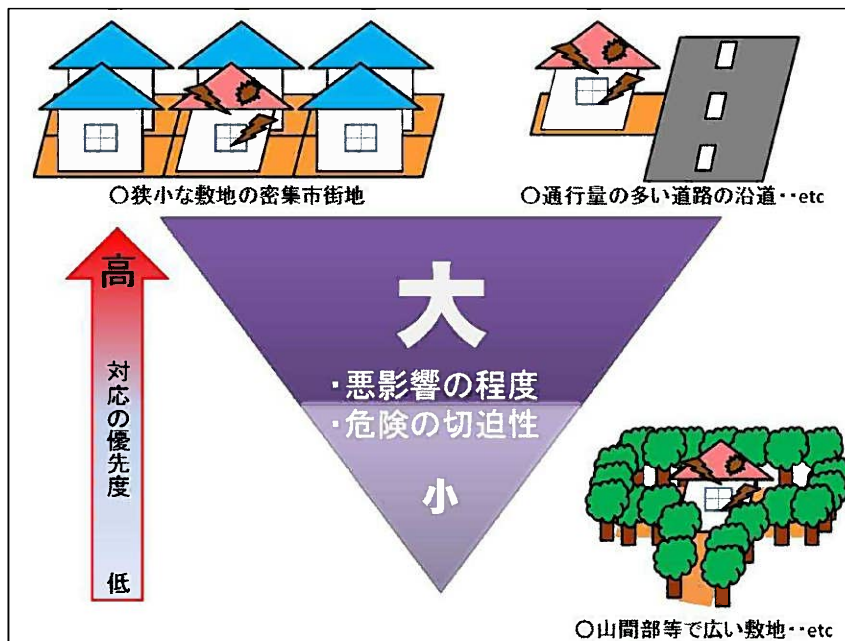 ○狭小な敷地の密集市街地
○通行量の多い道路の沿道‥etc
高
対応の優先度
低
大
・悪影響の程度
・危険の切迫性
小
○山間部等で広い敷地‥etc